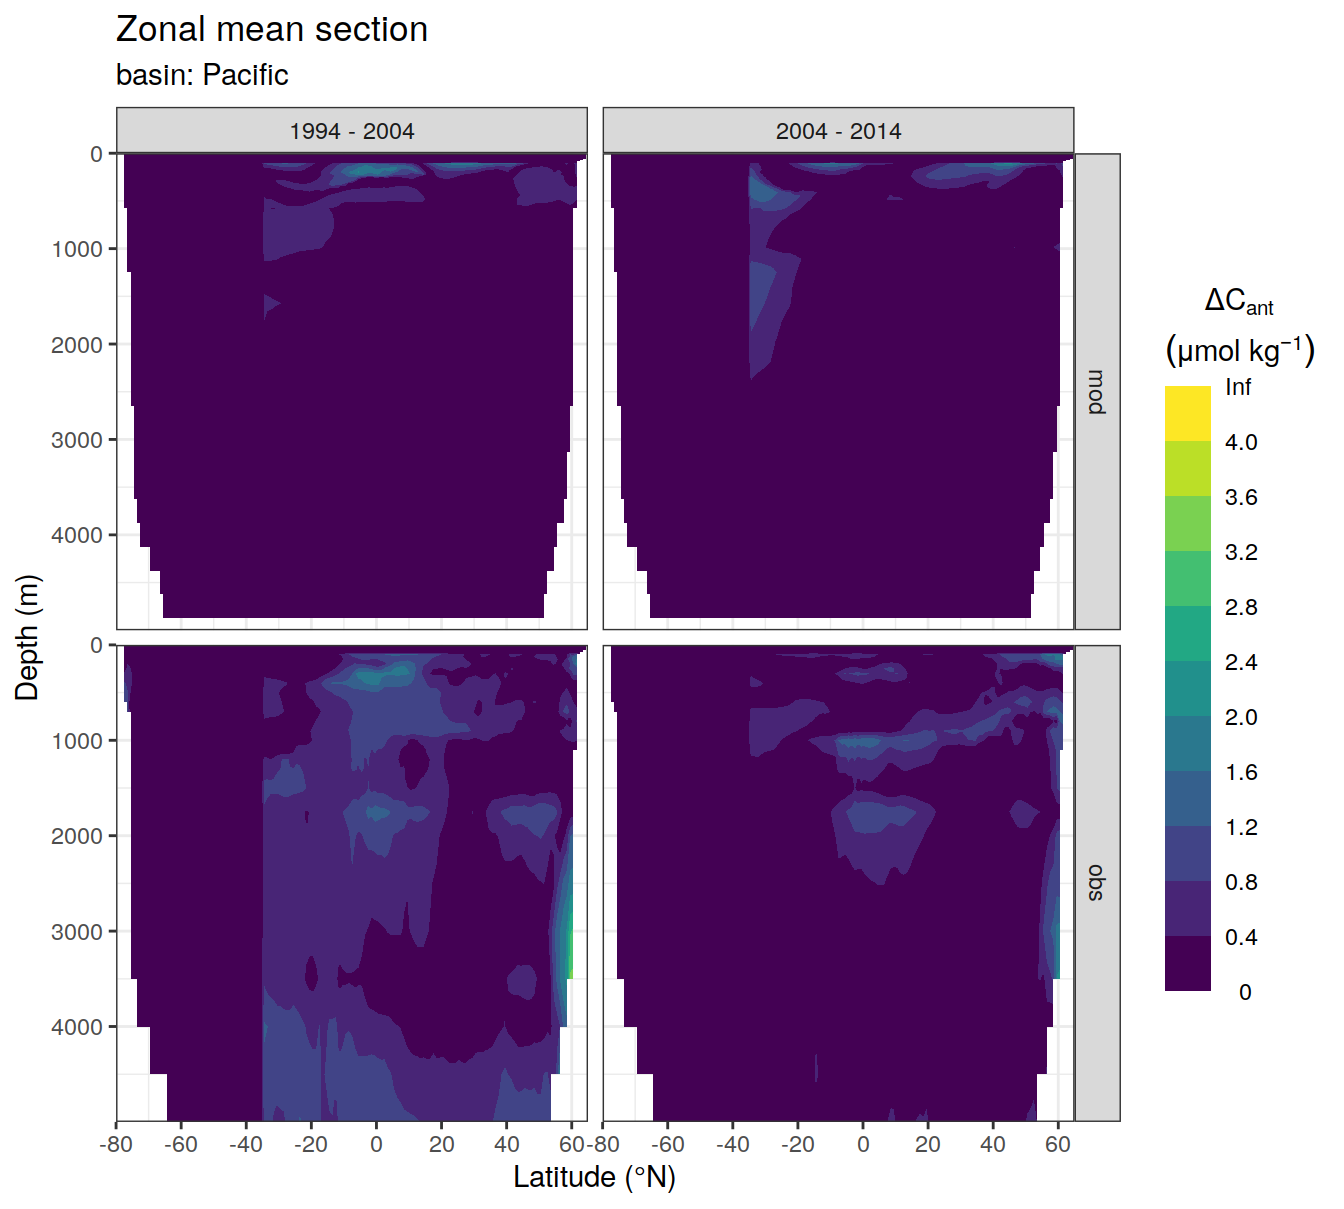 Zonal mean section
basin: Pacific
1994 - 2004
2004 - 2014
0
1000
2000
3000
4000
mod
0
1000
2000
3000
4000
obs
Depth (m)
-80 -60 -40 -20 0 20 40 60
-80 -60 -40 -20 0 20 40 60
Latitude (°N)
ΔCant
(μmol kg⁻¹)
Inf
4.0
3.6
3.2
2.8
2.4
2.0
1.6
1.2
0.8
0.4
0